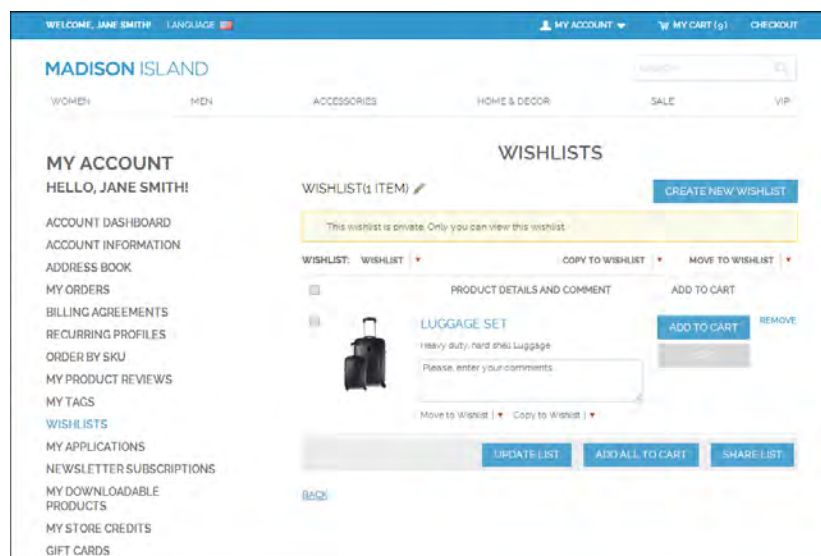 WELCOME, JANE SMITH! LANGUAGE MY ACCOUNT MY CART (9) CHECKOUT
MADISON ISLAND
WOMEN MEN ACCESSORIES HOME & DECOR SALE VIP
MY ACCOUNT
HELLO, JANE SMITH!
ACCOUNT DASHBOARD
ACCOUNT INFORMATION
ADDRESS BOOK
MY ORDERS
BILLING AGREEMENTS
RECURRING PROFILES
ORDER BY SKU
MY PRODUCT REVIEWS
MY TAGS
WISHLISTS
MY APPLICATIONS
NEWSLETTER SUBSCRIPTIONS
MY DOWNLOADABLE
PRODUCTS
MY STORE CREDITS
GIFT CARDS
WISHLISTS
WISHLIST(1 ITEM) CREATE NEW WISHLIST
This wishlist is private. Only you can view this wishlist.
WISHLIST: WISHLIST | COPY TO WISHLIST | MOVE TO WISHLIST |
PRODUCT DETAILS AND COMMENT ADD TO CART
LUGGAGE SET ADD TO CART REMOVE
Heavy duty, hard shell Luggage
Please, enter your comments
Move to Wishlist | Copy to Wishlist |
UPDATE LIST ADD ALL TO CART SHARE LIST
BACK